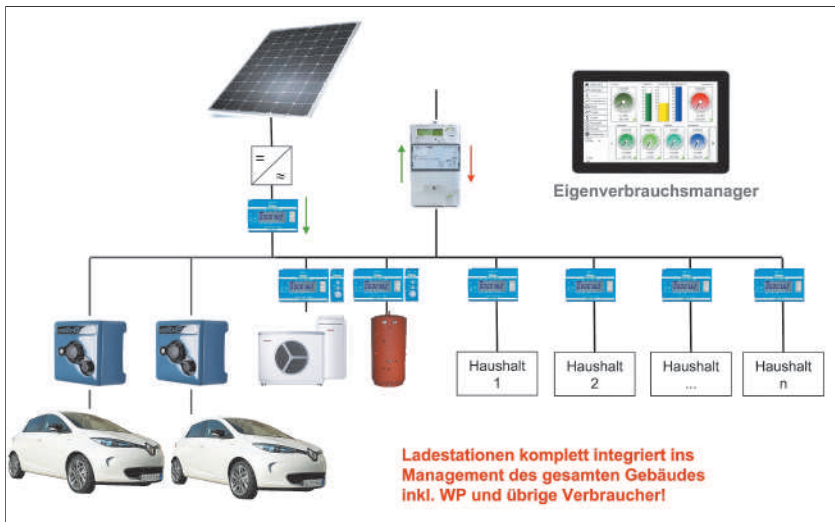 Eigenverbrauchsmanager
Haushalt
1
Haushalt
2
Haushalt
...
Haushalt
n
Ladestationen komplett integriert ins
Management des gesamten Gebäudes
inkl. WP und übrige Verbraucher!